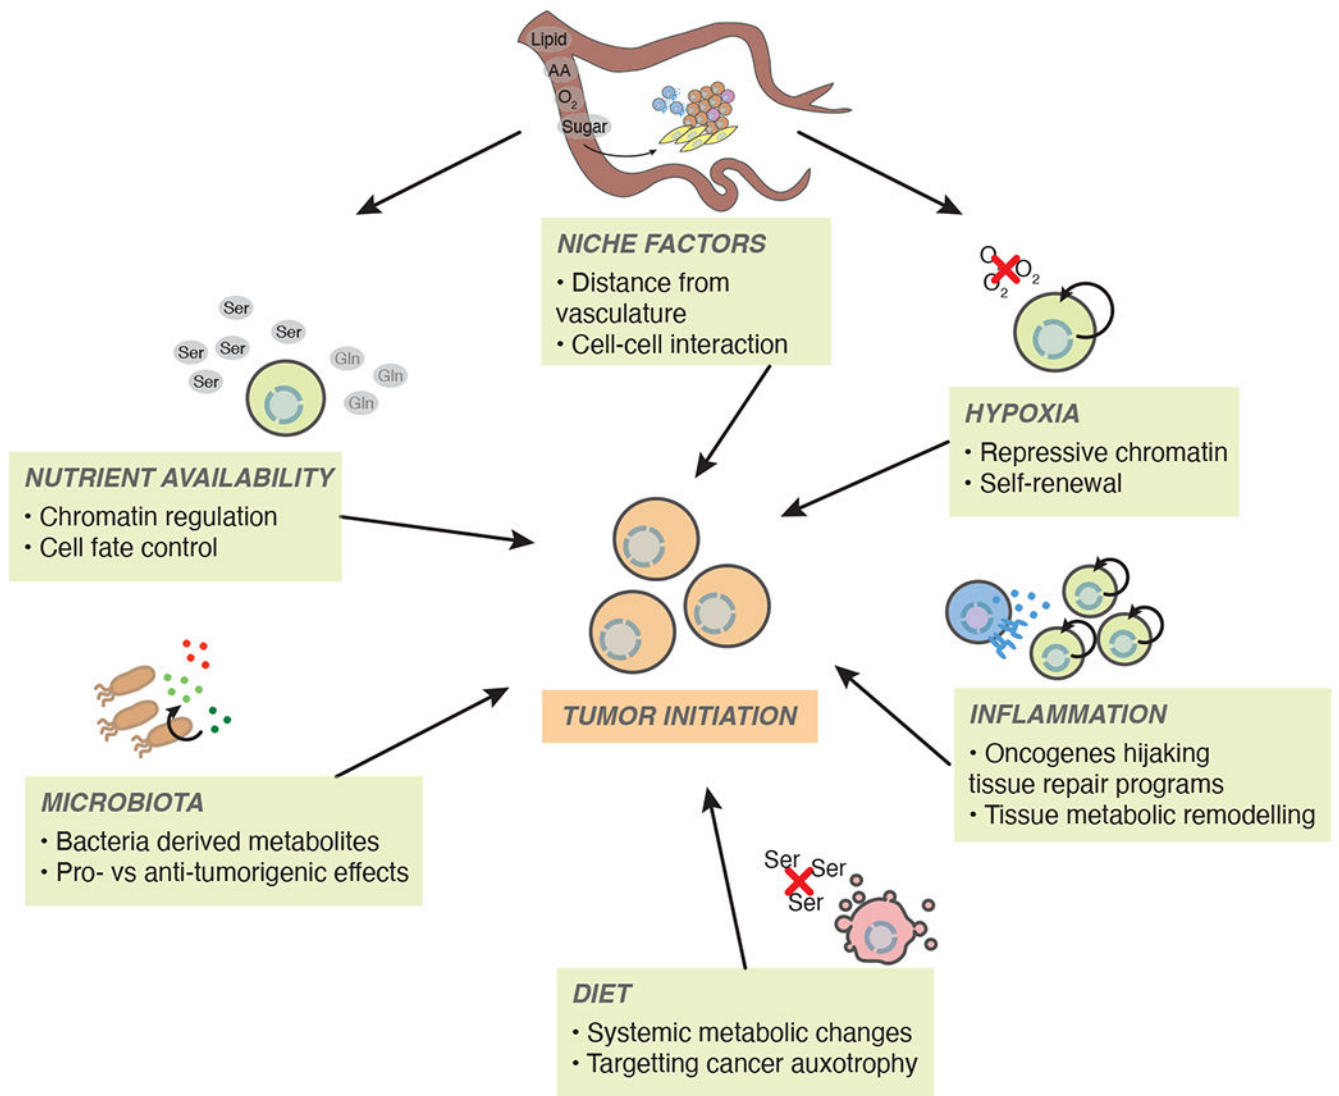 Lipid
AA
O2
Sugar
NICHE FACTORS
• Distance from
vasculature
• Cell-cell interaction
O
O2
O2
HYPOXIA
• Repressive chromatin
• Self-renewal
Ser
Ser
Ser
Ser
Ser
Gln
Gln
Gln
NUTRIENT AVAILABILITY
• Chromatin regulation
• Cell fate control
TUMOR INITIATION
INFLAMMATION
• Oncogenes hijaking
tissue repair programs
• Tissue metabolic remodelling
MICROBIOTA
• Bacteria derived metabolites
• Pro- vs anti-tumorigenic effects
Ser
Ser
Ser
DIET
• Systemic metabolic changes
• Targetting cancer auxotrophy